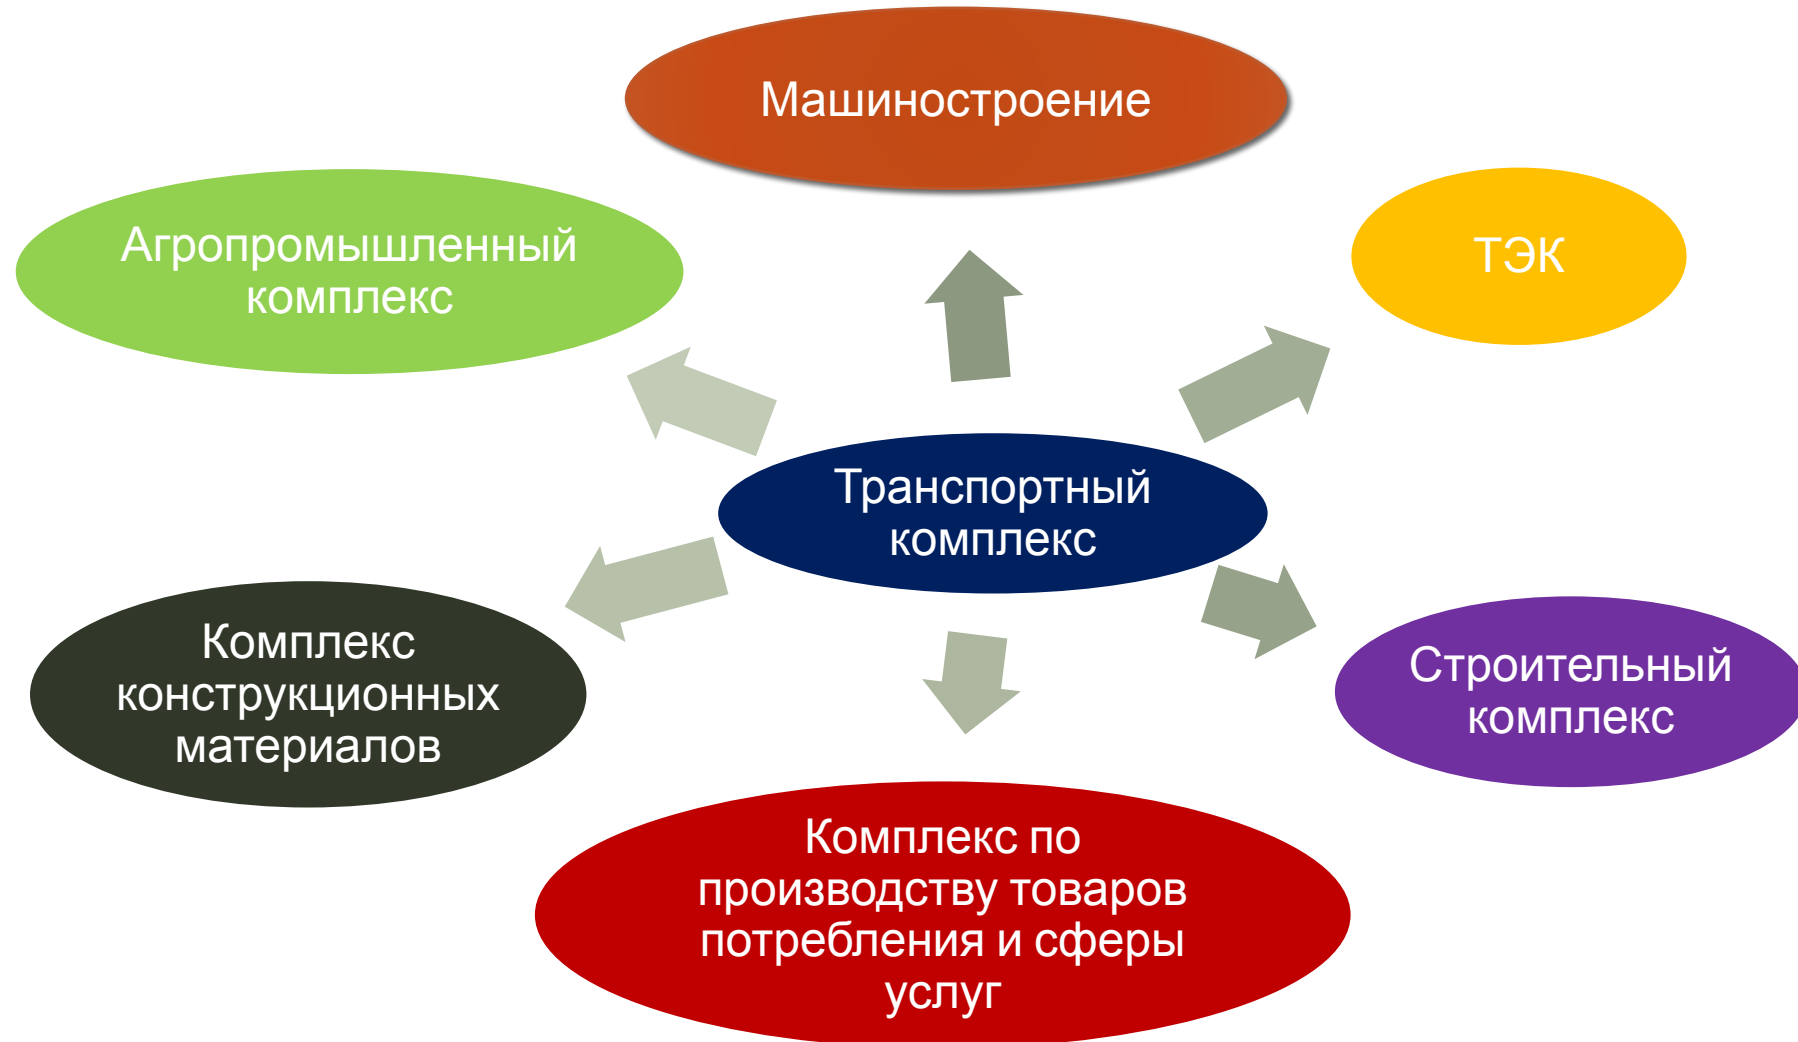 Машиностроение
Агропромышленный
комплекс
ТЭК
Транспортный
комплекс
Комплекс
конструкционных
материалов
Строительный
комплекс
Комплекс по
производству товаров
потребления и сферы
услуг